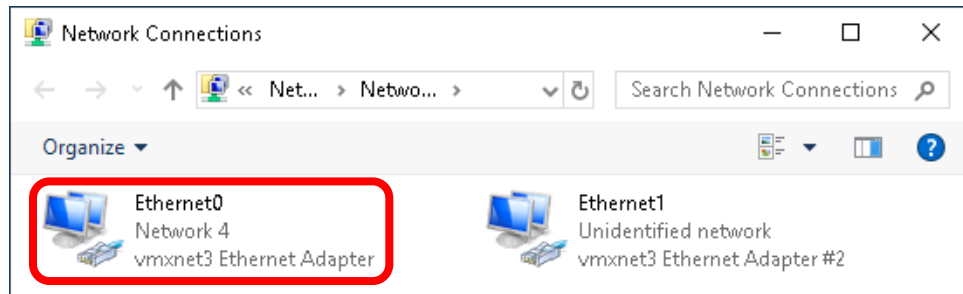 Network Connections
« Net... > Netwo... >
Search Network Connections
Organize
?
Ethernet0
Network 4
vmxnet3 Ethernet Adapter
Ethernet1
Unidentified network
vmxnet3 Ethernet Adapter #2